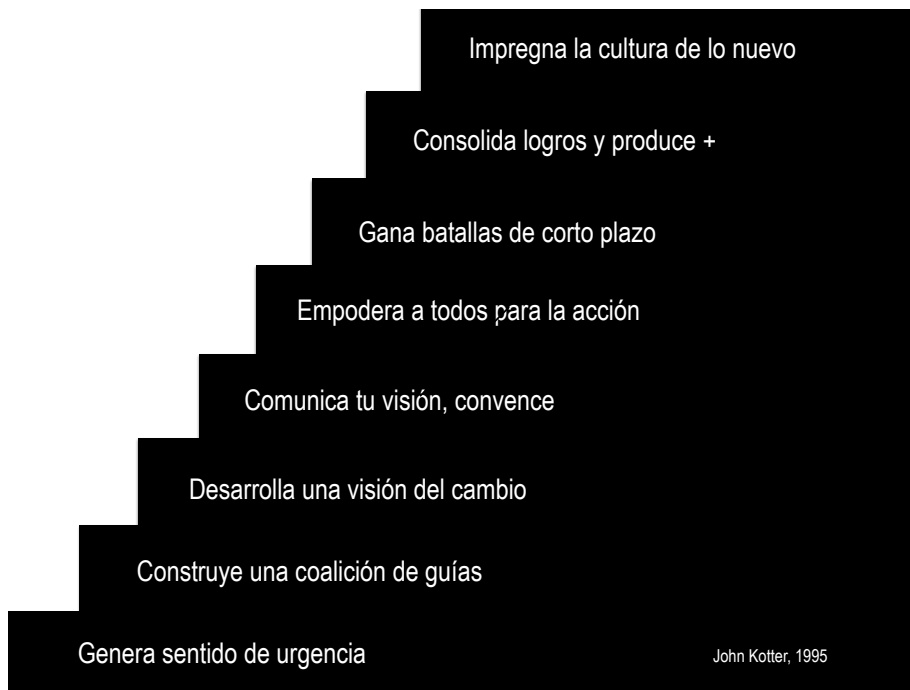 Impregna la cultura de lo nuevo
Consolida logros y produce +
Gana batallas de corto plazo
Empodera a todos para la acción
Comunica tu visión, convence
Desarrolla una visión del cambio
Construye una coalición de guías
Genera sentido de urgencia
John Kotter, 1995